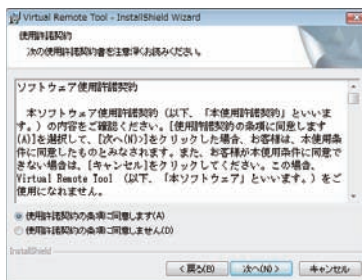 Virtual Remote Tool - InstallShield Wizard
使用許諾契約
次の使用許諾契約書を注意深くお読みください。
ソフトウェア使用許諾契約
本ソフトウェア使用許諾契約（以下、「本使用許諾契約」といいま
す。）の内容をご確認ください。[使用許諾契約の条項に同意します
(A)]を選択して、[次へ(N)]をクリックした場合、お客様は、本使用条
件に同意したものとみなされます。また、お客様が本使用条件に同意で
きない場合は、[キャンセル]をクリックしてください。この場合、
Virtual Remote Tool（以下、「本ソフトウェア」といいます。）をご
使用になれません。
使用許諾契約の条項に同意します(A)
使用許諾契約の条項に同意しません(D)
InstallShield
< 戻る(B)
次へ(N) >
キャンセル